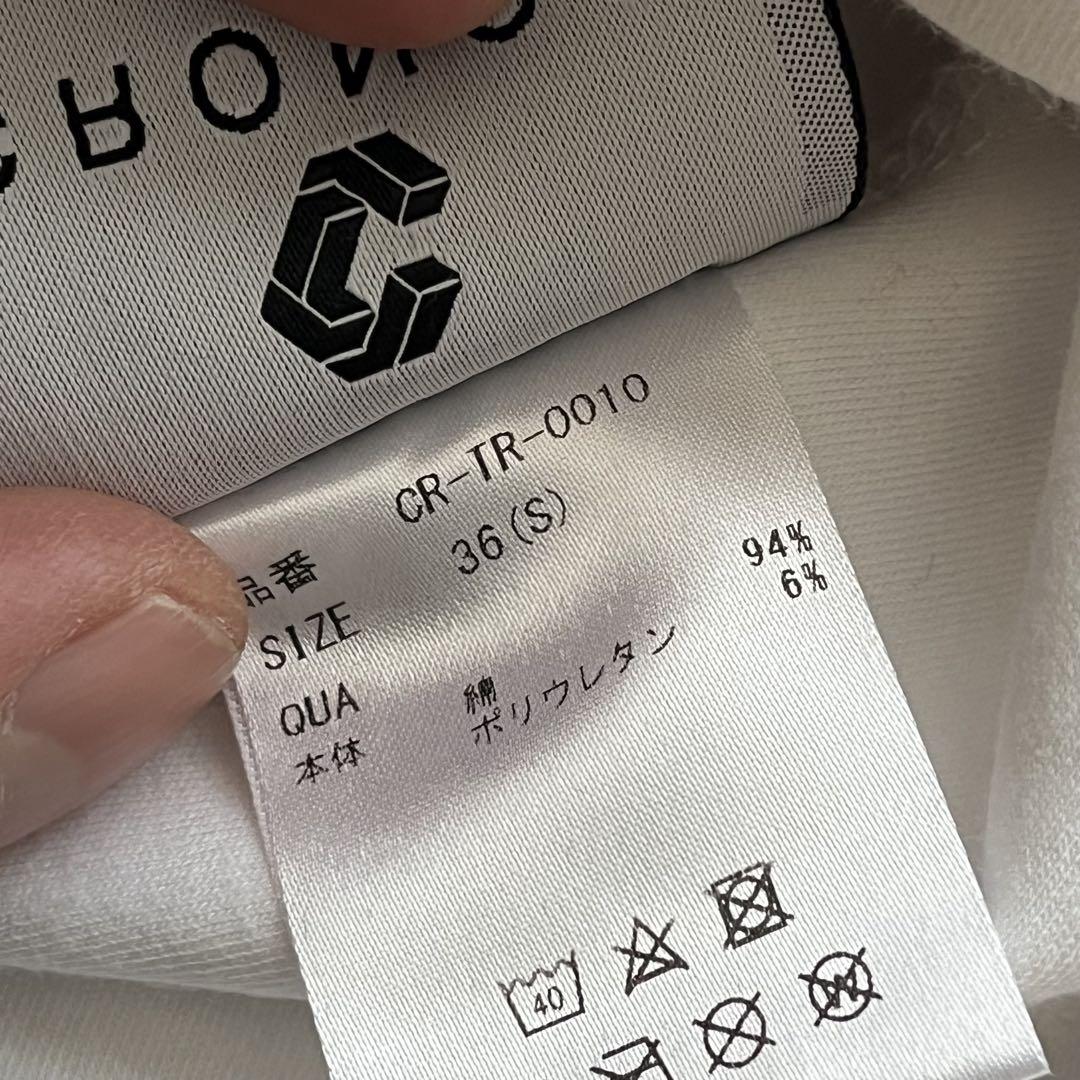 CRONO
品番 CR-TR-0010
SIZE 36(S)
QUA
本体 綿 94%
ポリウレタン 6%
40